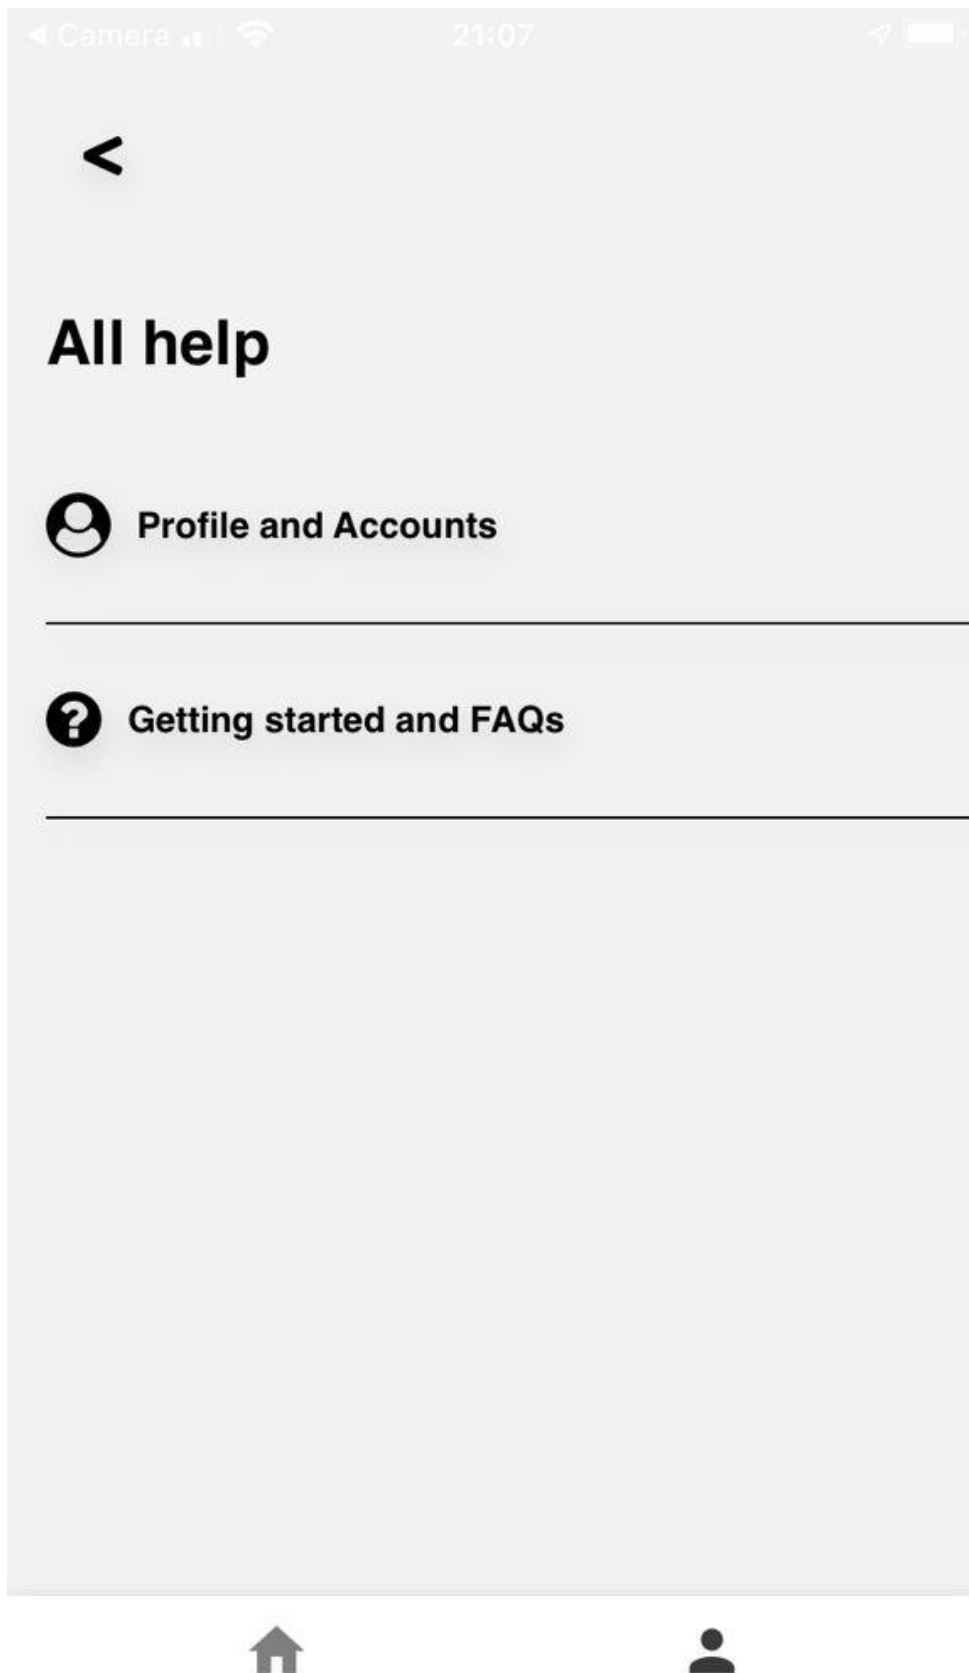 Camera 21:07
<
All help
Profile and Accounts
Getting started and FAQs